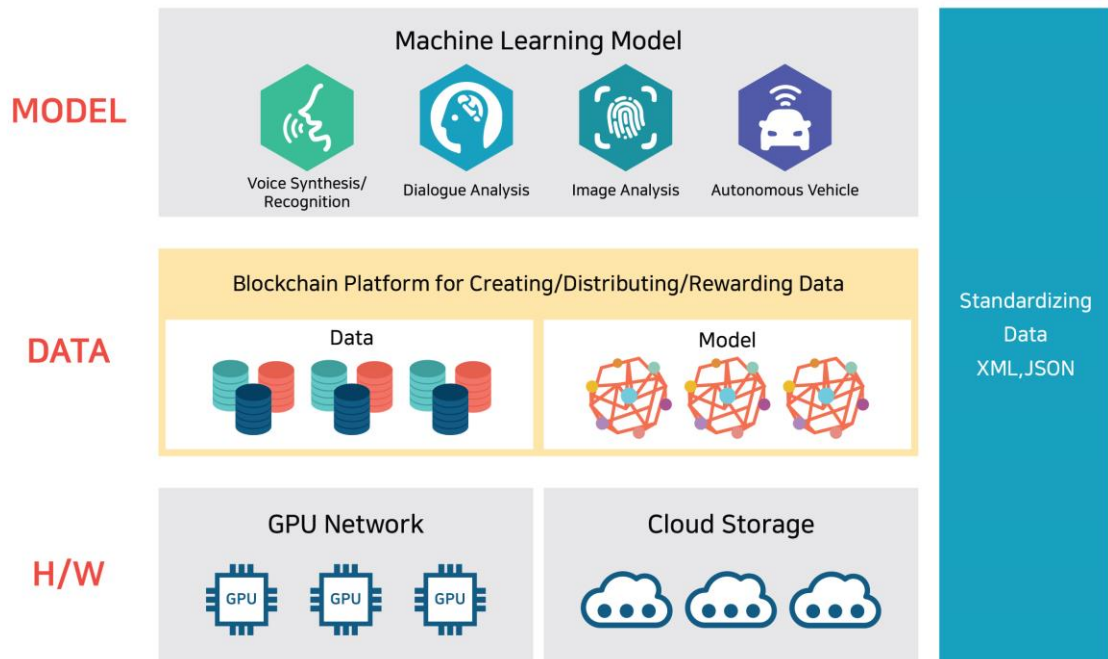 MODEL
Machine Learning Model
Voice Synthesis/
Recognition
Dialogue Analysis
Image Analysis
Autonomous Vehicle
DATA
Blockchain Platform for Creating/Distributing/Rewarding Data
Data
Model
H/W
GPU Network
GPU
GPU
GPU
Cloud Storage
Standardizing
Data
XML,JSON